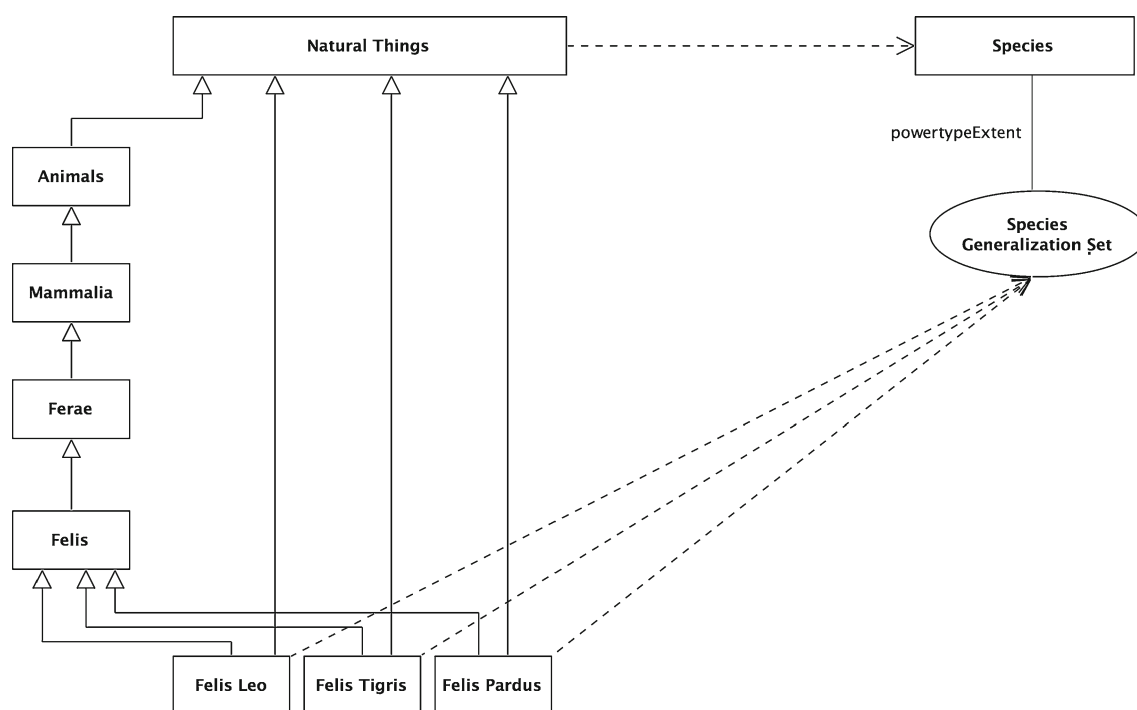 Natural Things
Species
powertypeExtent
Animals
Species
Generalization Set
Mammalia
Ferae
Felis
Felis Leo
Felis Tigris
Felis Pardus